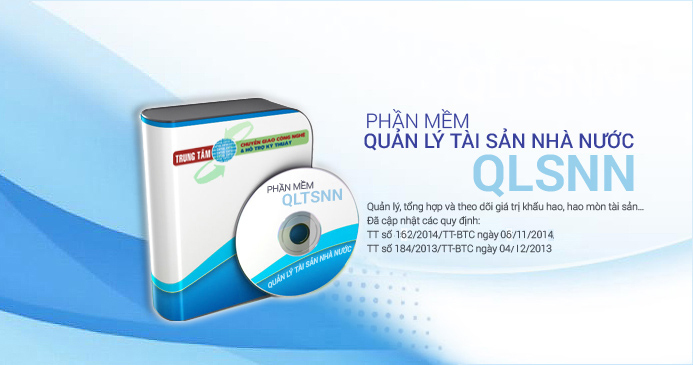 TRUNG TÂM
CHUYỂN GIAO CÔNG NGHỆ
& HỖ TRỢ KỸ THUẬT
PHẦN MỀM
QLTSNN
QUẢN LÝ TÀI SẢN NHÀ NƯỚC
PHẦN MỀM
QUẢN LÝ TÀI SẢN NHÀ NƯỚC
QLSNN
Quản lý, tổng hợp và theo dõi giá trị khấu hao, hao mòn tài sản...
Đã cập nhật các quy định:
TT số 162/2014/TT-BTC ngày 06/11/2014,
TT số 184/2013/TT-BTC ngày 04/12/2013
QLTSNN